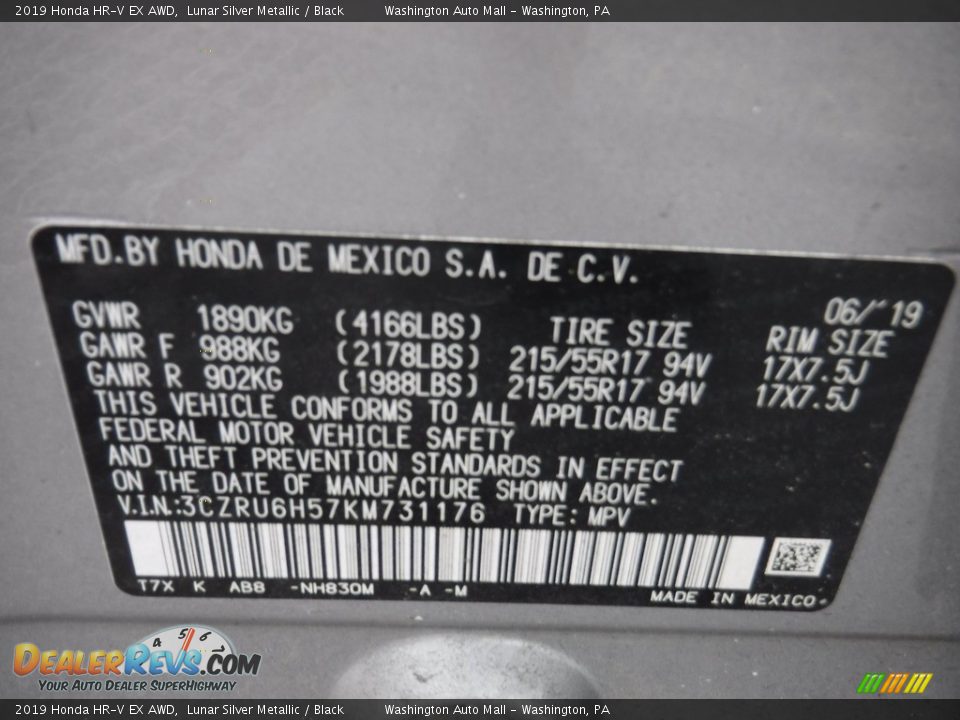 2019 Honda HR-V EX AWD, Lunar Silver Metallic / Black Washington Auto Mall - Washington, PA
MFD.BY HONDA DE MEXICO S.A. DE C.V.
06/'19
GVWR 1890KG (4166LBS) TIRE SIZE RIM SIZE
GAWR F 988KG (2178LBS) 215/55R17 94V 17X7.5J
GAWR R 902KG (1988LBS) 215/55R17 94V 17X7.5J
THIS VEHICLE CONFORMS TO ALL APPLICABLE
FEDERAL MOTOR VEHICLE SAFETY
AND THEFT PREVENTION STANDARDS IN EFFECT
ON THE DATE OF MANUFACTURE SHOWN ABOVE.
V.I.N.:3CZRU6H57KM731176 TYPE: MPV
T7X K AB8 -NH830M -A -M
MADE IN MEXICO
4 5 6
DEALERREVS.COM
YOUR AUTO DEALER SUPERHIGHWAY
2019 Honda HR-V EX AWD, Lunar Silver Metallic / Black Washington Auto Mall - Washington, PA